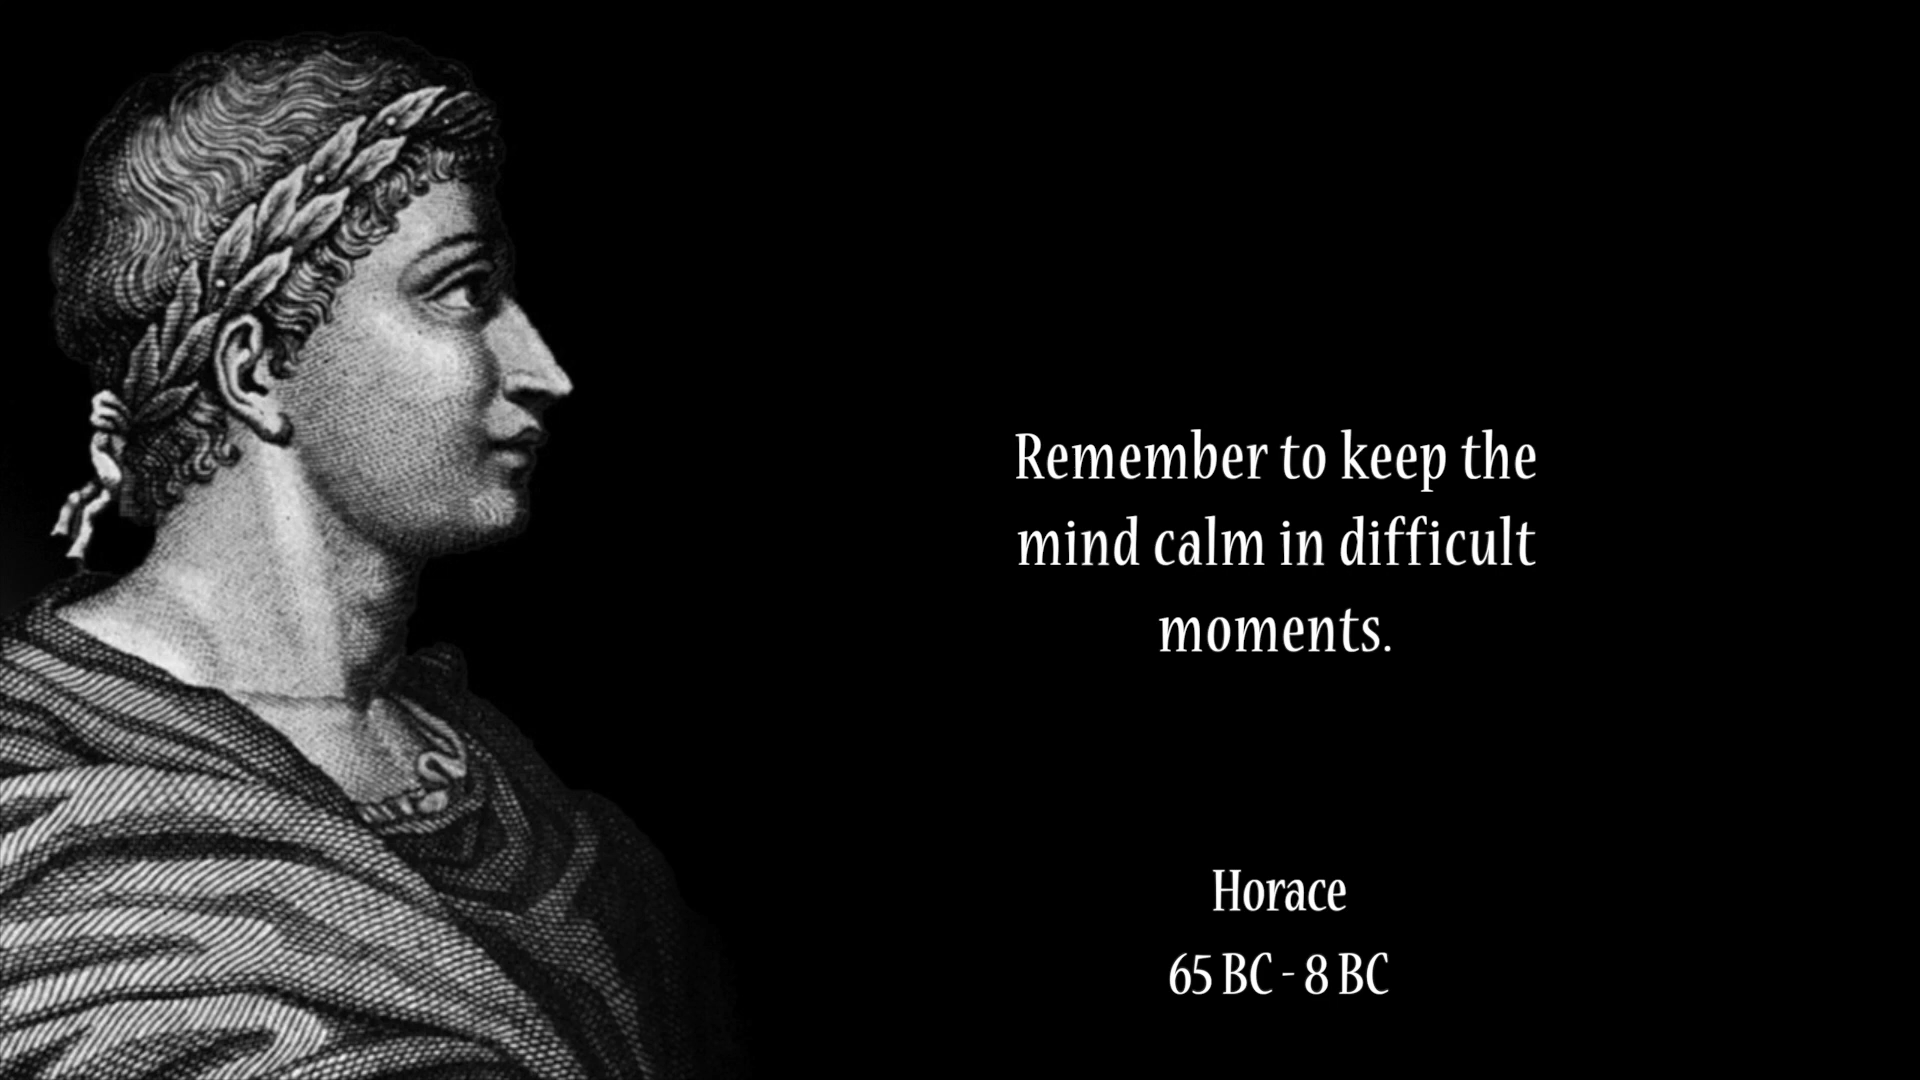 Remember to keep the
mind calm in difficult
moments.
Horace
65 BC - 8 BC